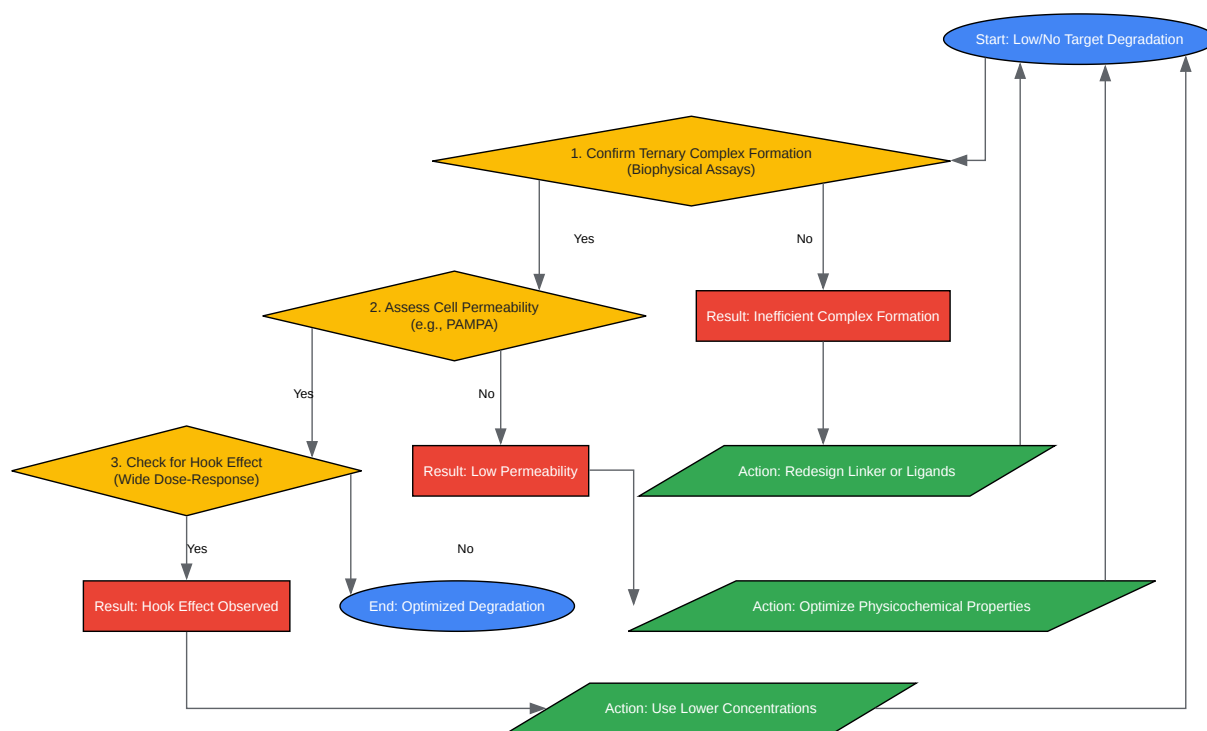 Start: Low/No Target Degradation
1. Confirm Ternary Complex Formation
(Biophysical Assays)
Yes
No
2. Assess Cell Permeability
(e.g., PAMPA)
Result: Inefficient Complex Formation
Yes
No
3. Check for Hook Effect
(Wide Dose-Response)
Result: Low Permeability
Action: Redesign Linker or Ligands
Yes
No
Result: Hook Effect Observed
End: Optimized Degradation
Action: Optimize Physicochemical Properties
Action: Use Lower Concentrations